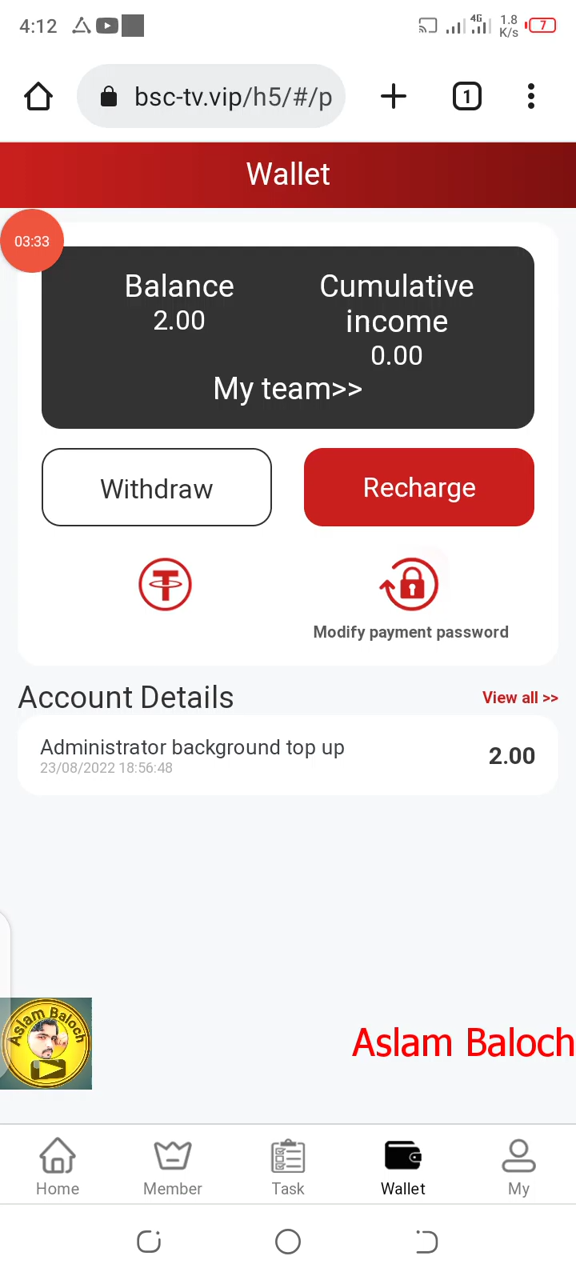 4:12
4G
1.8
K/s
7
bsc-tv.vip/h5/#/p
1
Wallet
03:33
Balance
2.00
Cumulative
income
0.00
My team>>
Withdraw
Recharge
Modify payment password
Account Details
View all >>
Administrator background top up
23/08/2022 18:56:48
2.00
Aslam Baloch
Aslam Baloch
Home
Member
Task
Wallet
My